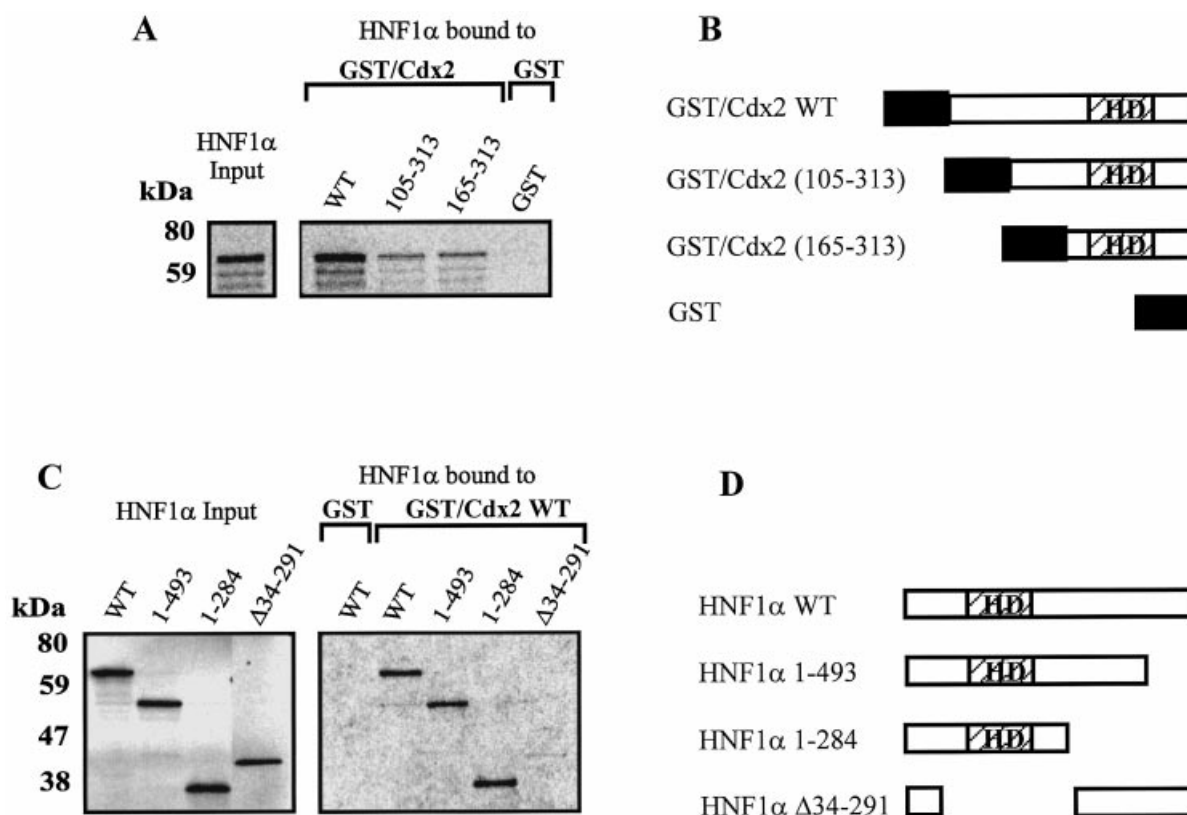 A
HNF1α bound to
GST/Cdx2 GST
HNF1α
Input
kDa
WT 105-313 165-313 GST
80
59
B
GST/Cdx2 WT HD
GST/Cdx2 (105-313) HD
GST/Cdx2 (165-313) HD
GST
C
HNF1α Input
HNF1α bound to
GST GST/Cdx2 WT
kDa
WT 1-493 1-284 Δ34-291
WT WT 1-493 1-284 Δ34-291
80
59
47
38
D
HNF1α WT HD
HNF1α 1-493 HD
HNF1α 1-284 HD
HNF1α Δ34-291